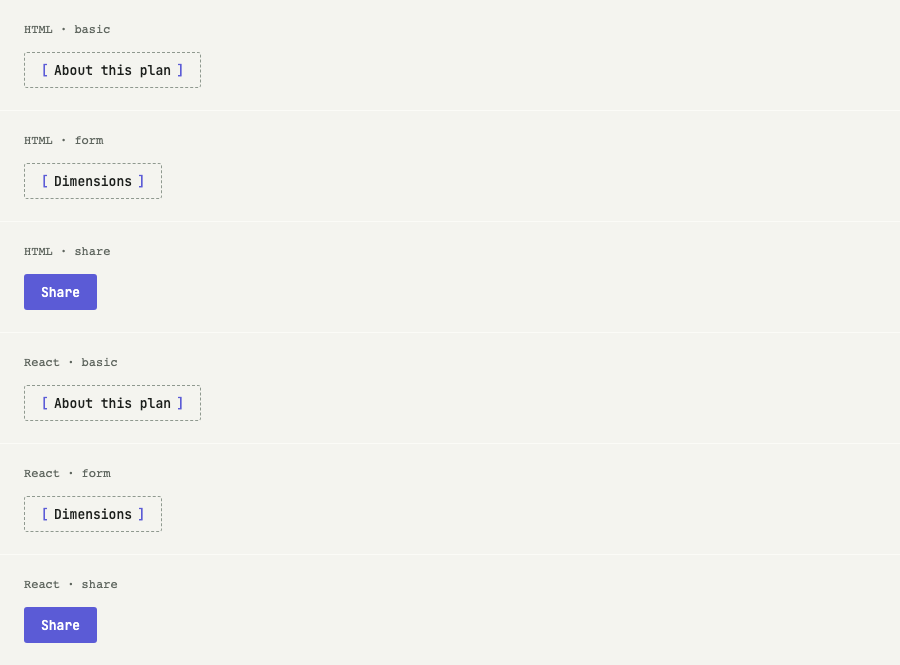 HTML · basic
[ About this plan ]
HTML · form
[ Dimensions ]
HTML · share
Share
React · basic
[ About this plan ]
React · form
[ Dimensions ]
React · share
Share